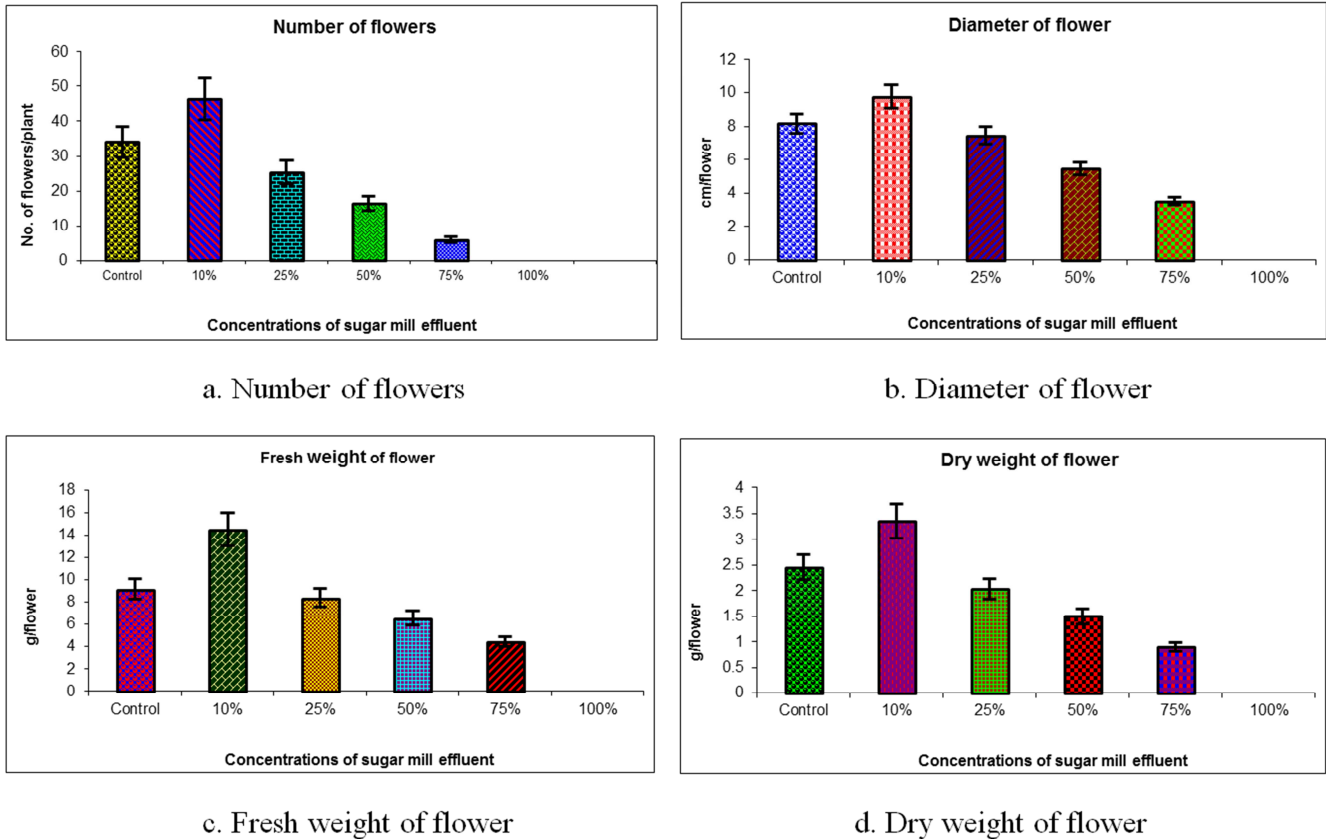 Number of flowers
No. of flowers/plant
60
50
40
30
20
10
0
Control 10% 25% 50% 75% 100%
Concentrations of sugar mill effluent
a. Number of flowers
Diameter of flower
cm/flower
12
10
8
6
4
2
0
Control 10% 25% 50% 75% 100%
Concentrations of sugar mill effluent
b. Diameter of flower
Fresh weight of flower
g/flower
18
16
14
12
10
8
6
4
2
0
Control 10% 25% 50% 75% 100%
Concentrations of sugar mill effluent
c. Fresh weight of flower
Dry weight of flower
g/flower
4
3.5
3
2.5
2
1.5
1
0.5
0
Control 10% 25% 50% 75% 100%
Concentrations of sugar mill effluent
d. Dry weight of flower